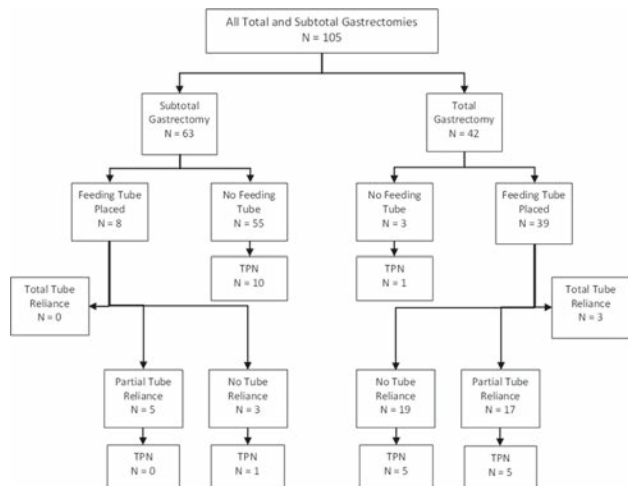 All Total and Subtotal Gastrectomies
N = 105
Subtotal
Gastrectomy
N = 63
Total
Gastrectomy
N = 42
Feeding Tube
Placed
N = 8
No Feeding
Tube
N = 55
No Feeding
Tube
N = 3
Feeding Tube
Placed
N = 39
TPN
N = 10
TPN
N = 1
Total Tube
Reliance
N = 0
Total Tube
Reliance
N = 3
Partial Tube
Reliance
N = 5
No Tube
Reliance
N = 3
No Tube
Reliance
N = 19
Partial Tube
Reliance
N = 17
TPN
N = 0
TPN
N = 1
TPN
N = 5
TPN
N = 5